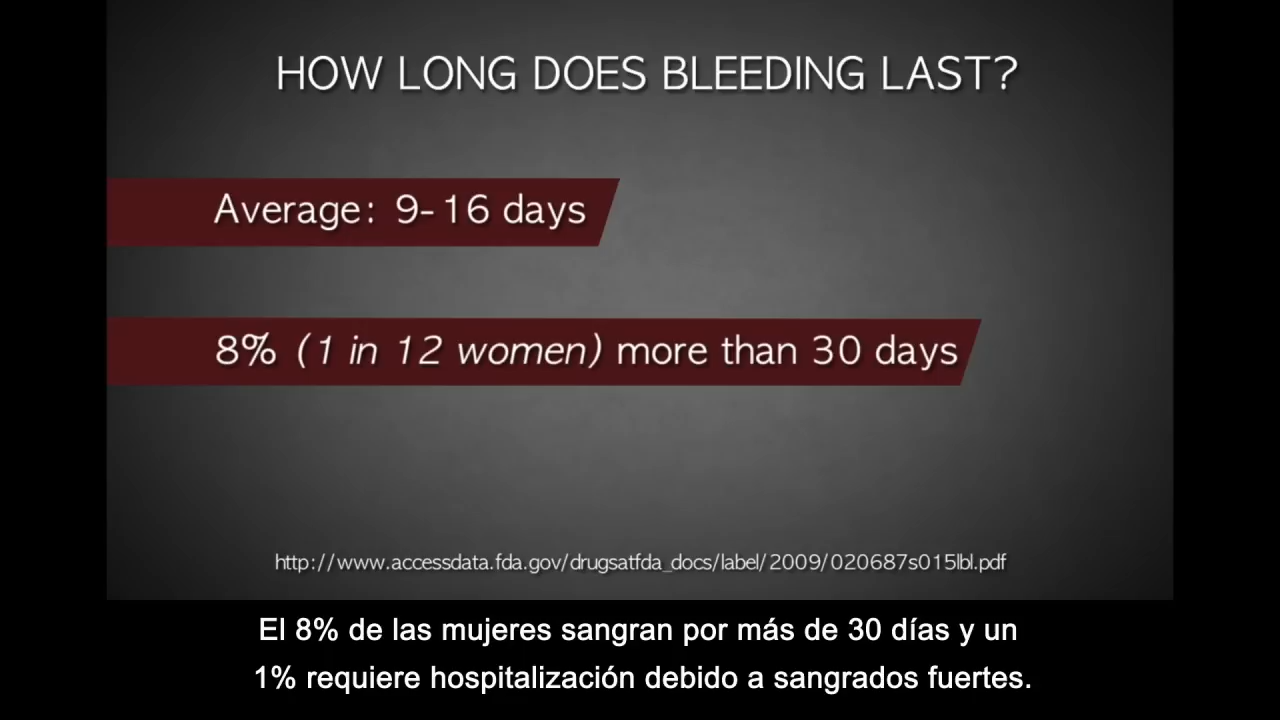 HOW LONG DOES BLEEDING LAST?
Average: 9-16 days
8% (1 in 12 women) more than 30 days
http://www.accessdata.fda.gov/drugsatfda_docs/label/2009/020687s015lbl.pdf
El 8% de las mujeres sangran por más de 30 días y un
1% requiere hospitalización debido a sangrados fuertes.